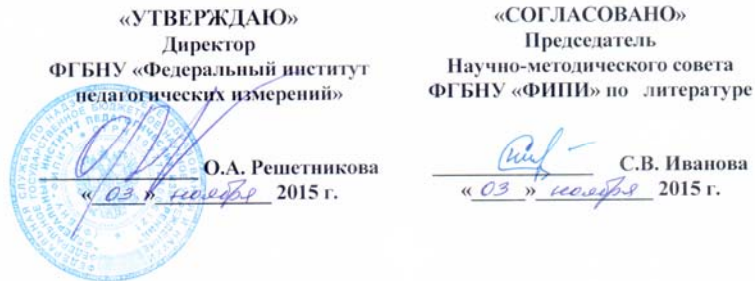 «УТВЕРЖДАЮ»
Директор
ФГБНУ «Федеральный институт
педагогических измерений»
О.А. Решетникова
« 03 » ноября 2015 г.
«СОГЛАСОВАНО»
Председатель
Научно-методического совета
ФГБНУ «ФИПИ» по литературе
С.В. Иванова
« 03 » ноября 2015 г.